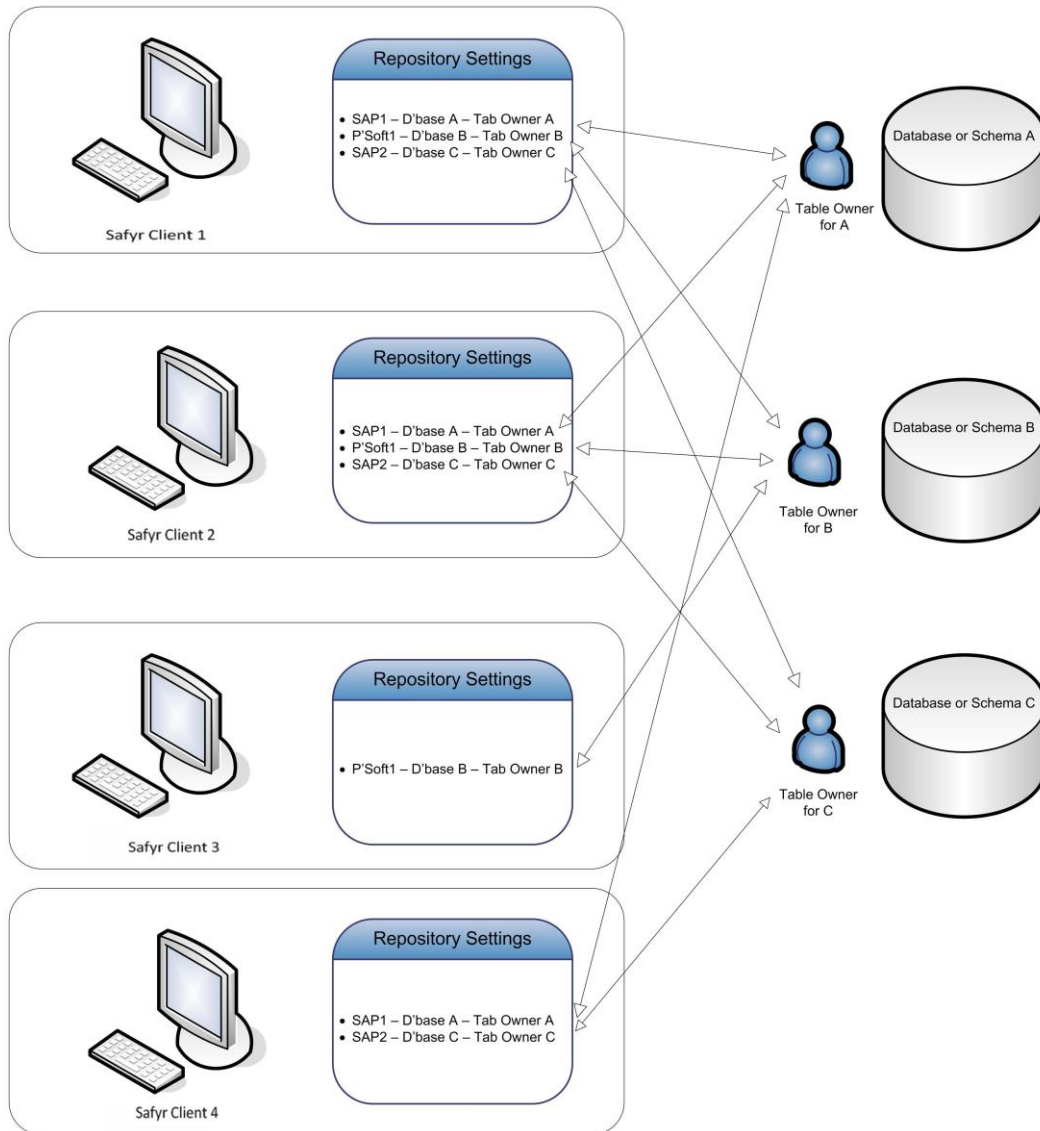 Repository Settings
• SAP1 – D'base A – Tab Owner A
• P'Soft1 – D'base B – Tab Owner B
• SAP2 – D'base C – Tab Owner C
Safyr Client 1
Table Owner
for A
Database or Schema A
Repository Settings
• SAP1 – D'base A – Tab Owner A
• P'Soft1 – D'base B – Tab Owner B
• SAP2 – D'base C – Tab Owner C
Safyr Client 2
Table Owner
for B
Database or Schema B
Repository Settings
• P'Soft1 – D'base B – Tab Owner B
Safyr Client 3
Table Owner
for C
Database or Schema C
Repository Settings
• SAP1 – D'base A – Tab Owner A
• SAP2 – D'base C – Tab Owner C
Safyr Client 4